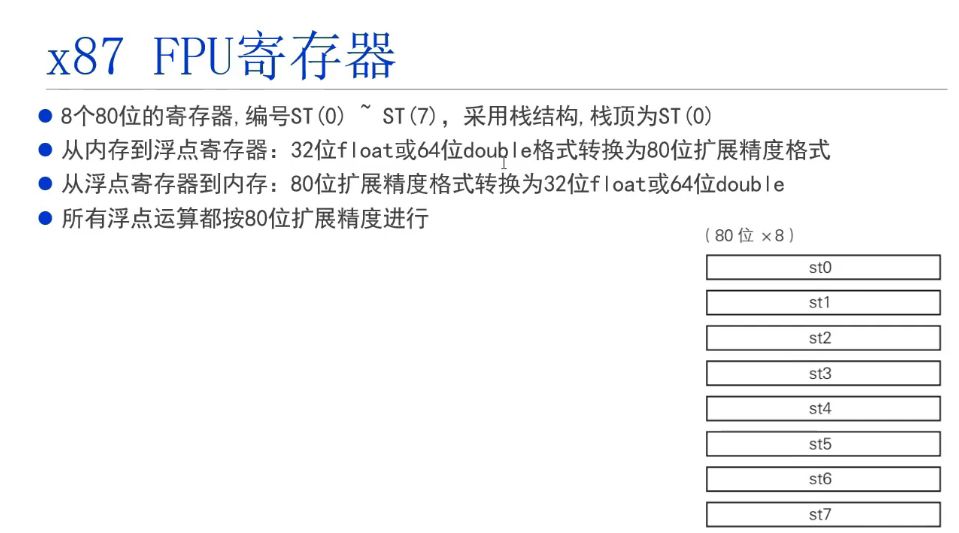 x87 FPU寄存器
8个80位的寄存器,编号ST(0) ~ ST(7), 采用栈结构,栈顶为ST(0)
从内存到浮点寄存器: 32位float或64位double格式转换为80位扩展精度格式
从浮点寄存器到内存: 80位扩展精度格式转换为32位float或64位double
所有浮点运算都按80位扩展精度进行
(80 位 ×8)
st0
st1
st2
st3
st4
st5
st6
st7